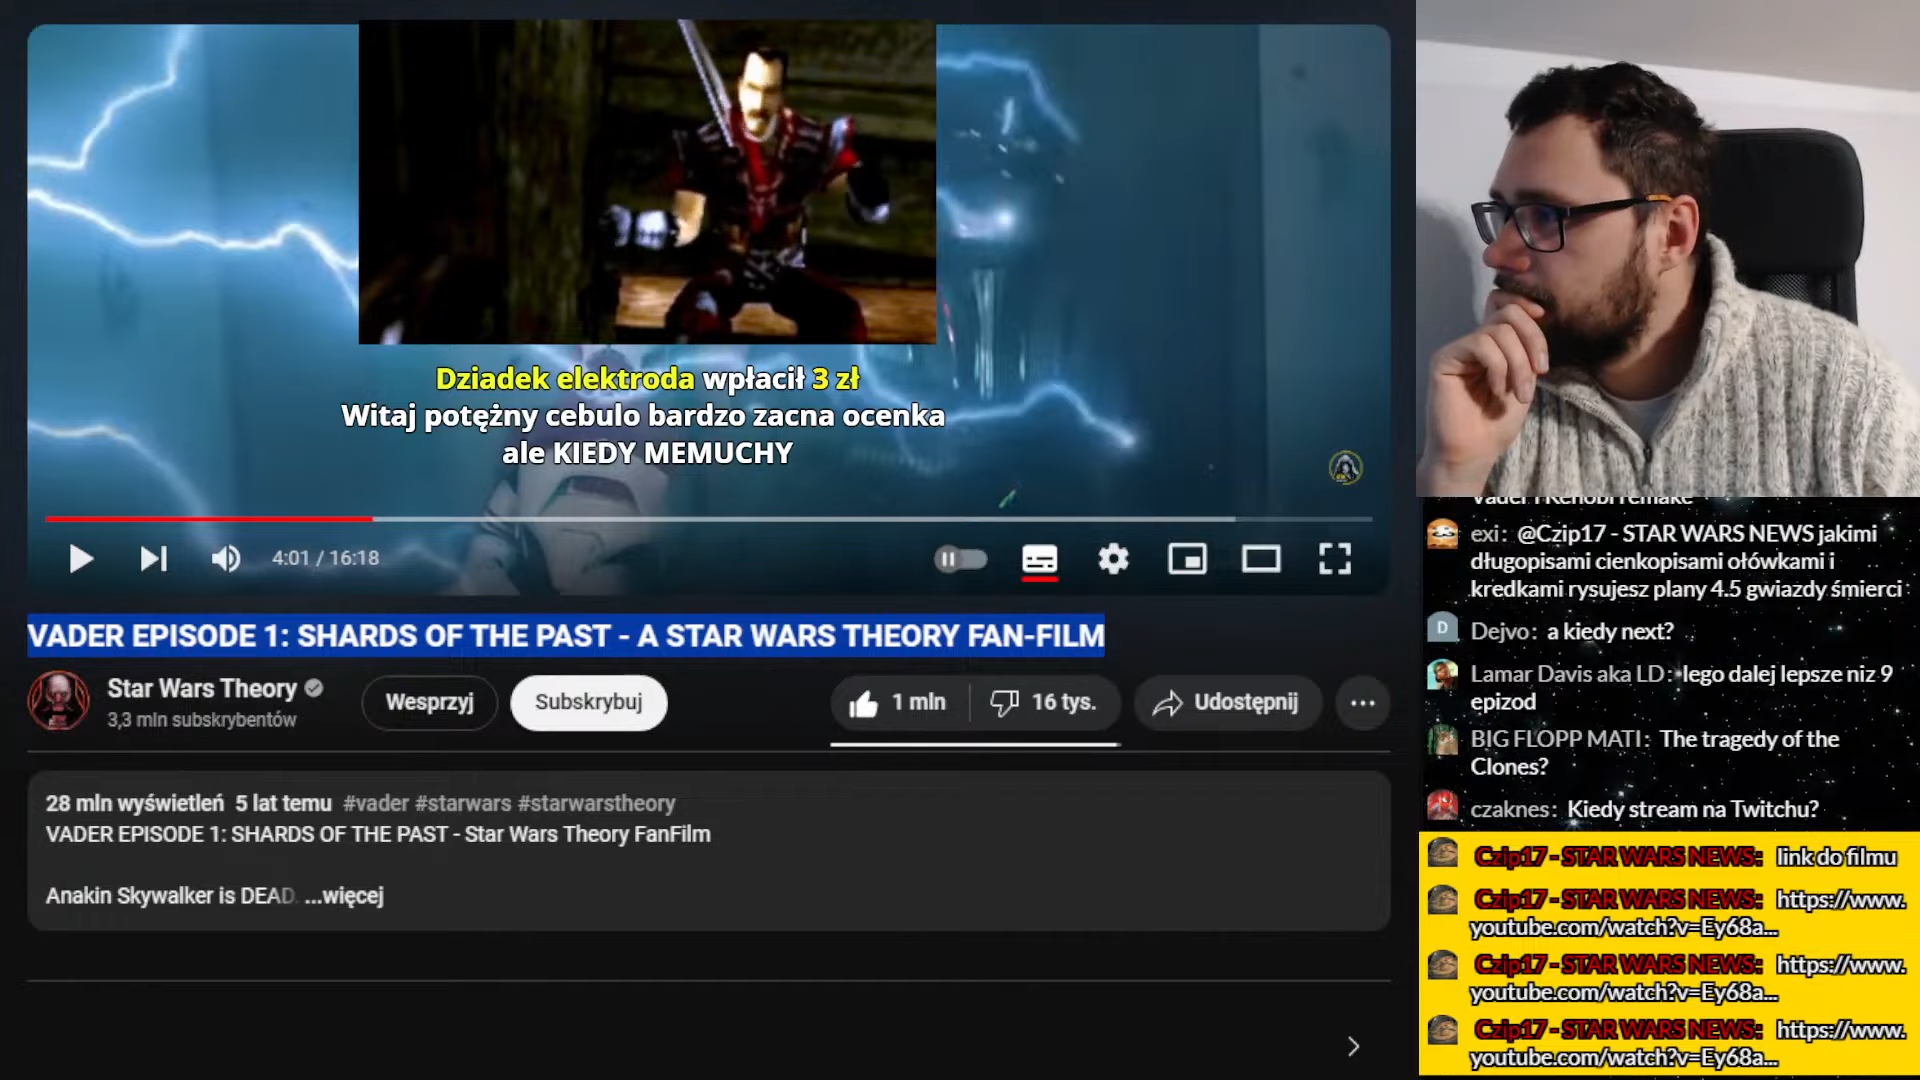 Dziadek elektroda wpłacił 3 zł
Witaj potężny cebulo bardzo zacna ocenka
ale KIEDY MEMUCHY
4:01 / 16:18
VADER EPISODE 1: SHARDS OF THE PAST - A STAR WARS THEORY FAN-FILM
Star Wars Theory
3,3 mln subskrybentów
Wesprzyj
Subskrybuj
1 mln
16 tys.
Udostępnij
28 mln wyświetleń 5 lat temu #vader #starwars #starwarstheory
VADER EPISODE 1: SHARDS OF THE PAST - Star Wars Theory FanFilm
Anakin Skywalker is DEAD. ...więcej
Vader i Kenobi remake
exi: @Czip17 - STAR WARS NEWS jakimi
długopisami cienkopisami ołówkami i
kredkami rysujesz plany 4.5 gwiazdy śmierci
D
Dejvo: a kiedy next?
Lamar Davis aka LD: lego dalej lepsze niz 9
epizod
BIG FLOPP MATI: The tragedy of the
Clones?
czaknes: Kiedy stream na Twitchu?
Czip17 - STAR WARS NEWS: link do filmu
Czip17 - STAR WARS NEWS: https://www.
youtube.com/watch?v=Ey68a...
Czip17 - STAR WARS NEWS: https://www.
youtube.com/watch?v=Ey68a...
Czip17 - STAR WARS NEWS: https://www.
youtube.com/watch?v=Ey68a...